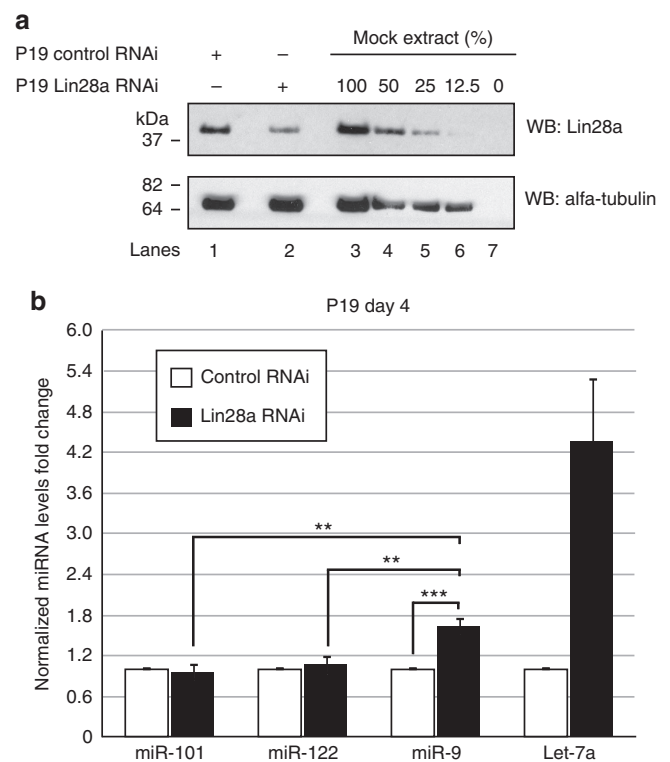 a
P19 control RNAi + – Mock extract (%)
P19 Lin28a RNAi – + 100 50 25 12.5 0
kDa
37 – WB: Lin28a
82 –
64 – WB: alfa-tubulin
Lanes 1 2 3 4 5 6 7
b
P19 day 4
Normalized miRNA levels fold change
6.0
5.4
4.8
4.2
3.6
3.0
2.4
1.8
1.2
0.6
0
Control RNAi
Lin28a RNAi
**
**
***
miR-101 miR-122 miR-9 Let-7a